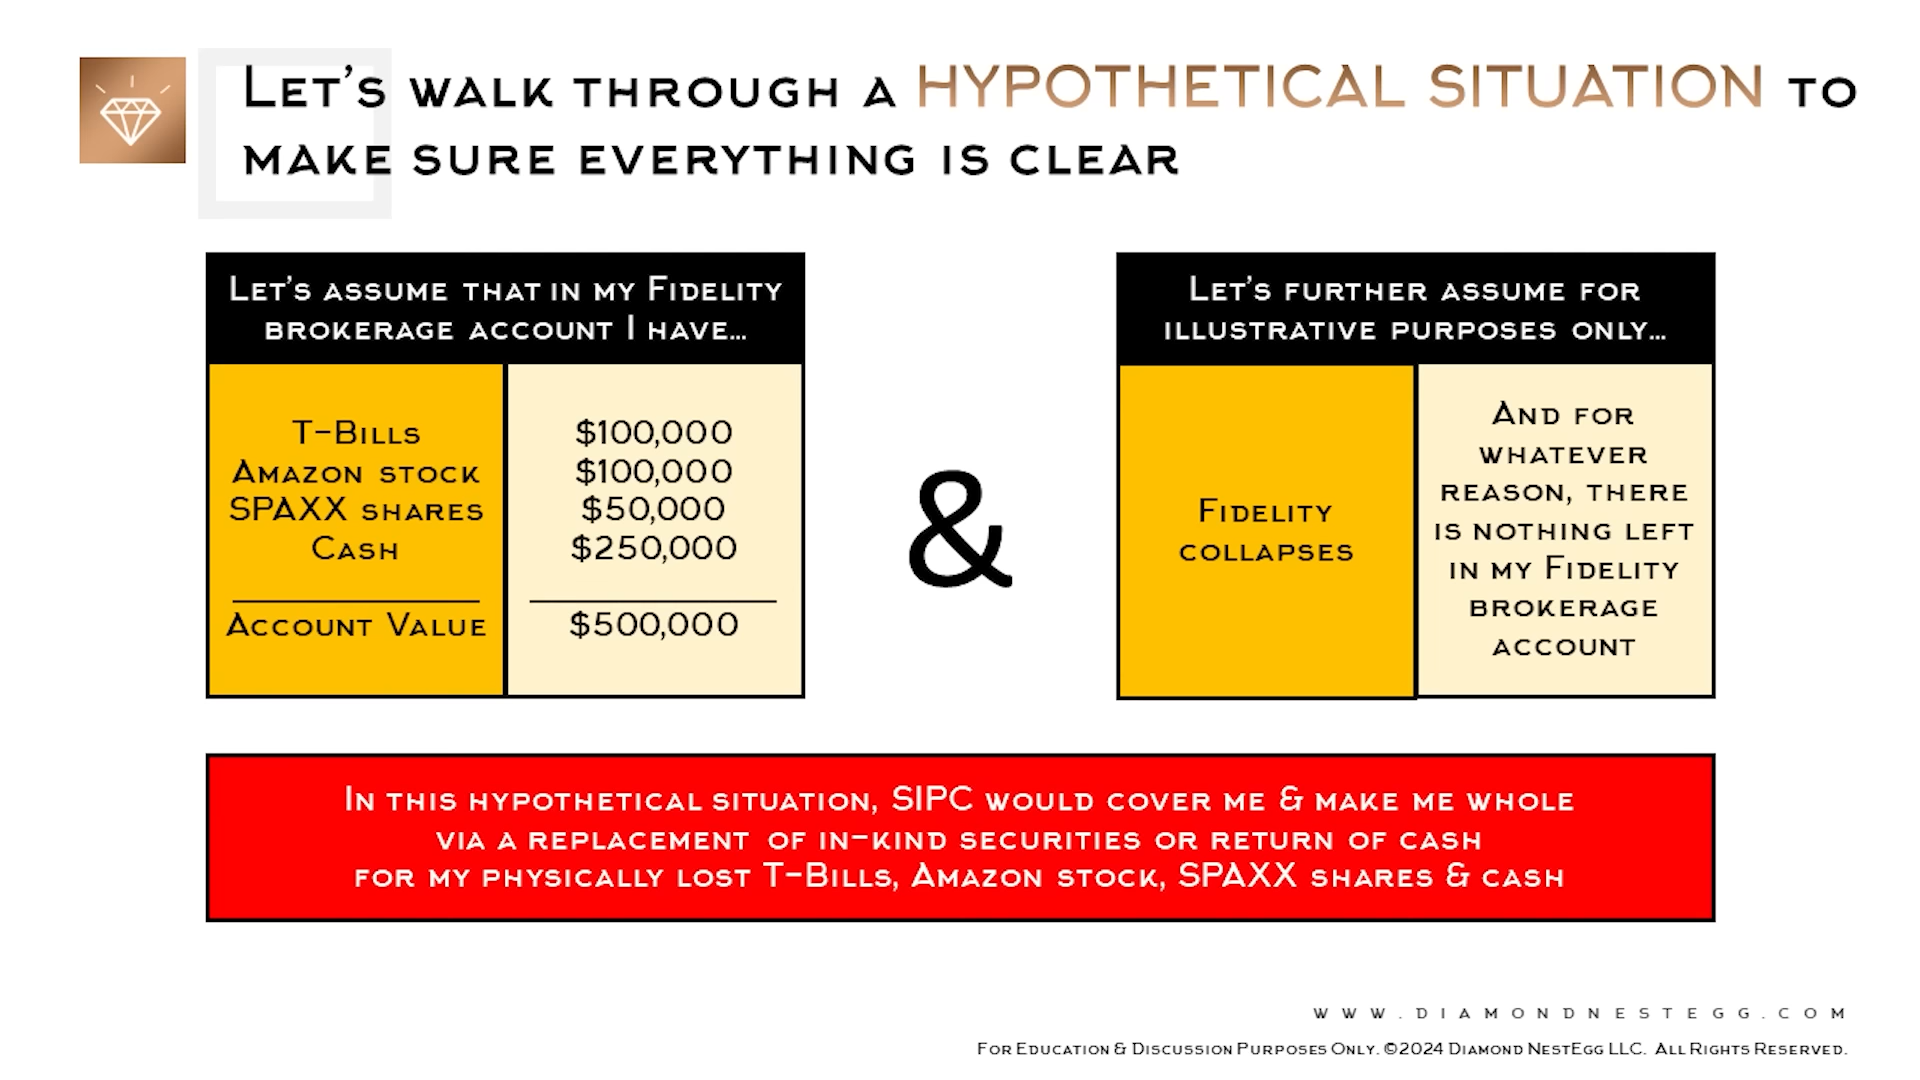 Let's walk through a HYPOTHETICAL SITUATION to
make sure everything is clear
Let's assume that in my Fidelity
brokerage account I have...
T-Bills $100,000
Amazon stock $100,000
SPAXX shares $50,000
Cash $250,000
Account Value $500,000
&
Let's further assume for
illustrative purposes only...
Fidelity
collapses
And for
whatever
reason, there
is nothing left
in my Fidelity
brokerage
account
In this hypothetical situation, SIPC would cover me & make me whole
via a replacement of in-kind securities or return of cash
for my physically lost T-Bills, Amazon stock, SPAXX shares & cash
www.diamondnestegg.com
For Education & Discussion Purposes Only. ©2024 Diamond NestEgg LLC. All Rights Reserved.